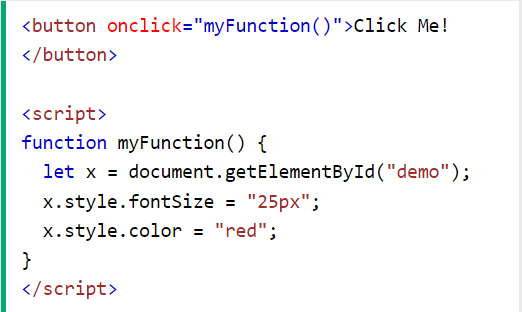 <button onclick="myFunction()">Click Me!
</button>

<script>
function myFunction() {
  let x = document.getElementById("demo");
  x.style.fontSize = "25px";
  x.style.color = "red";
}
</script>